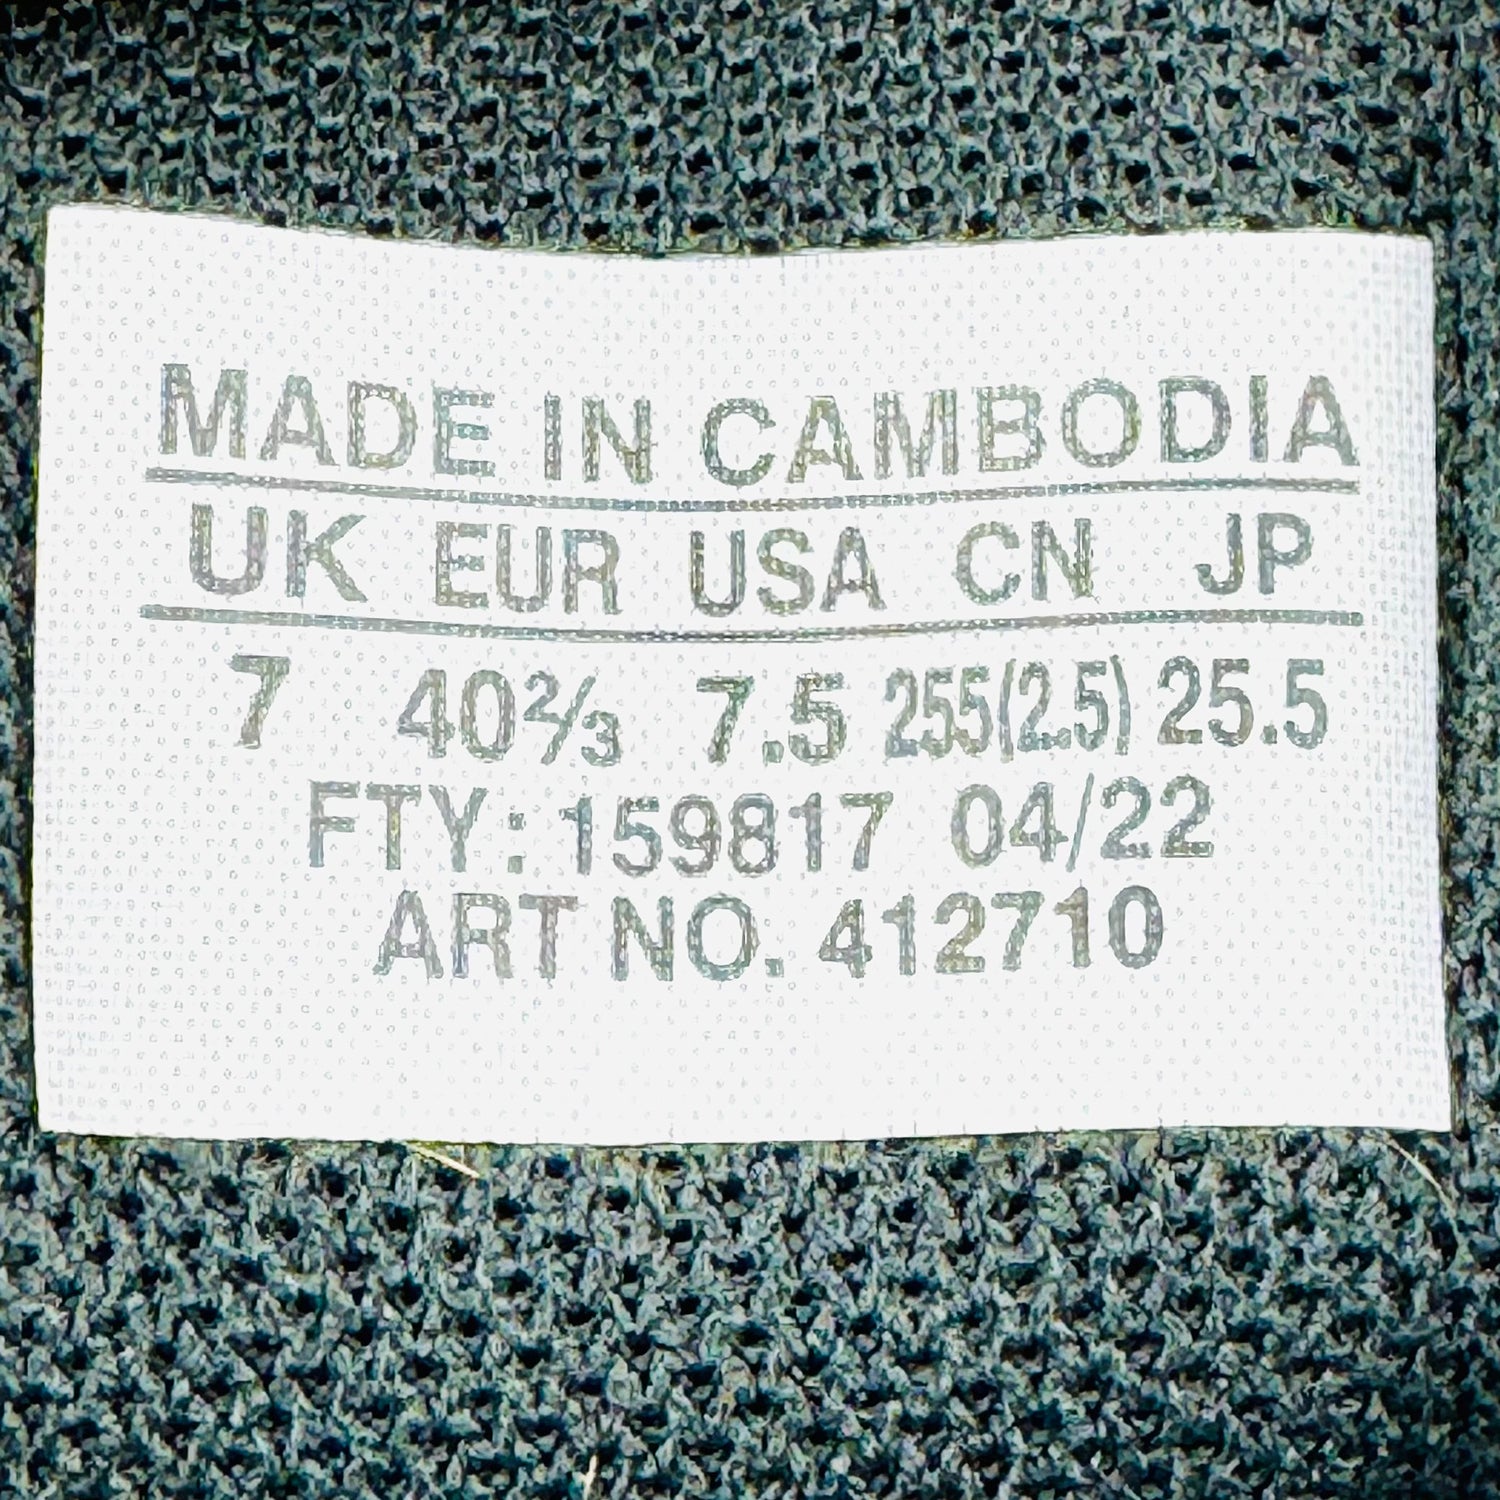 MADE IN CAMBODIA
UK EUR USA CN JP
7 40⅔ 7.5 255(2.5) 25.5
FTY: 159817 04/22
ART NO. 412710